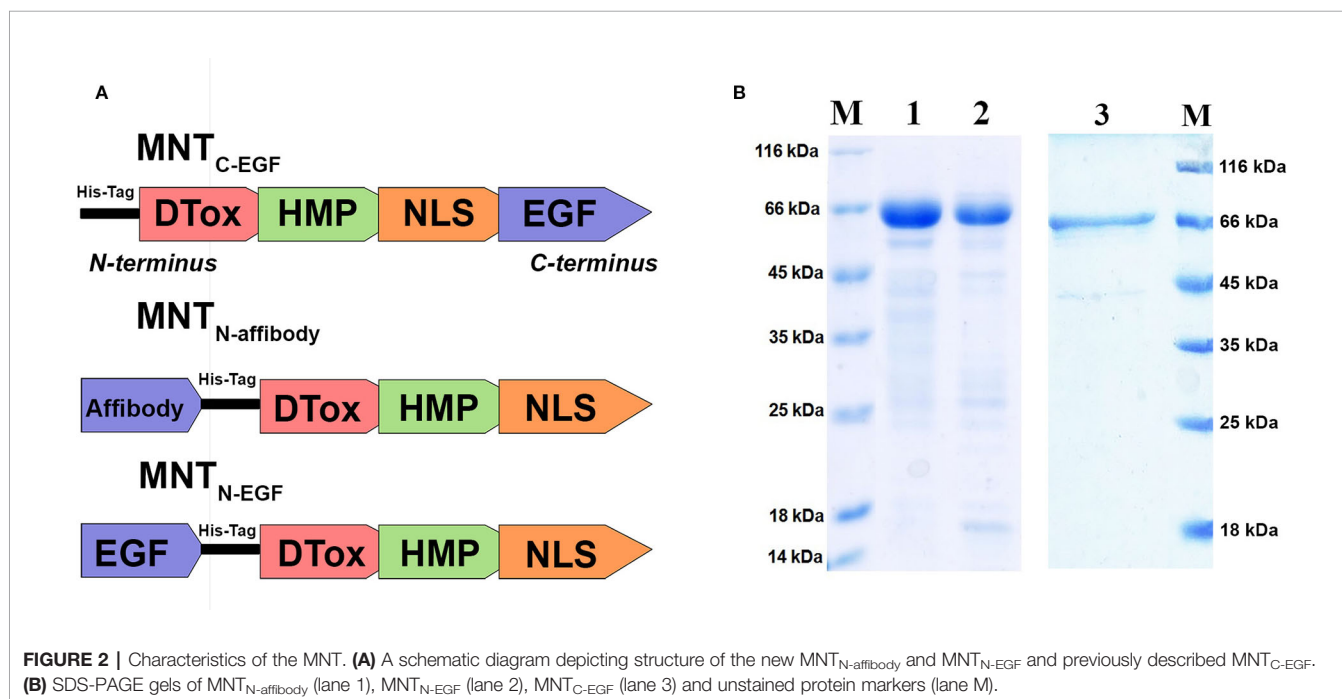 A
MNT C-EGF
His-Tag
DTox HMP NLS EGF
N-terminus C-terminus
MNT N-affibody
His-Tag
Affibody DTox HMP NLS
MNT N-EGF
His-Tag
EGF DTox HMP NLS
B
M 1 2 3 M
116 kDa
66 kDa
45 kDa
35 kDa
25 kDa
18 kDa
14 kDa
116 kDa
66 kDa
45 kDa
35 kDa
25 kDa
18 kDa
FIGURE 2 | Characteristics of the MNT. (A) A schematic diagram depicting structure of the new MNTN-affibody and MNTN-EGF and previously described MNTC-EGF.
(B) SDS-PAGE gels of MNTN-affibody (lane 1), MNTN-EGF (lane 2), MNTC-EGF (lane 3) and unstained protein markers (lane M).